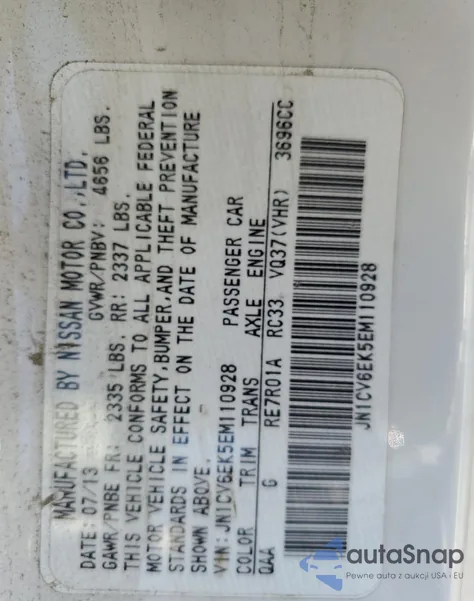 MANUFACTURED BY NISSAN MOTOR CO.,LTD.
DATE: 07/13 GVWR/PNBV: 4656 LBS.
GAWR/PNBE FR: 2335 LBS. RR: 2337 LBS.
THIS VEHICLE CONFORMS TO ALL APPLICABLE FEDERAL
MOTOR VEHICLE SAFETY,BUMPER,AND THEFT PREVENTION
STANDARDS IN EFFECT ON THE DATE OF MANUFACTURE
SHOWN ABOVE.
VIN: JN1CV6EK5EM110928 PASSENGER CAR
COLOR TRIM TRANS AXLE ENGINE
QAA G RE7R01A RC33 VQ37(VHR) 3696CC
JN1CV6EK5EM110928
autoSnap
Pewne auta z aukcji USA i EU